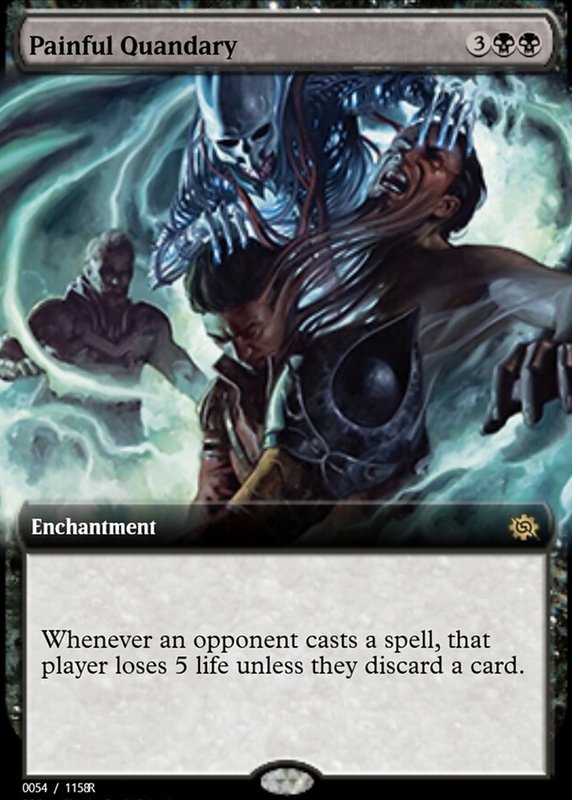 Painful Quandary
3
Enchantment
Whenever an opponent casts a spell, that
player loses 5 life unless they discard a card.
0054 / 1158R